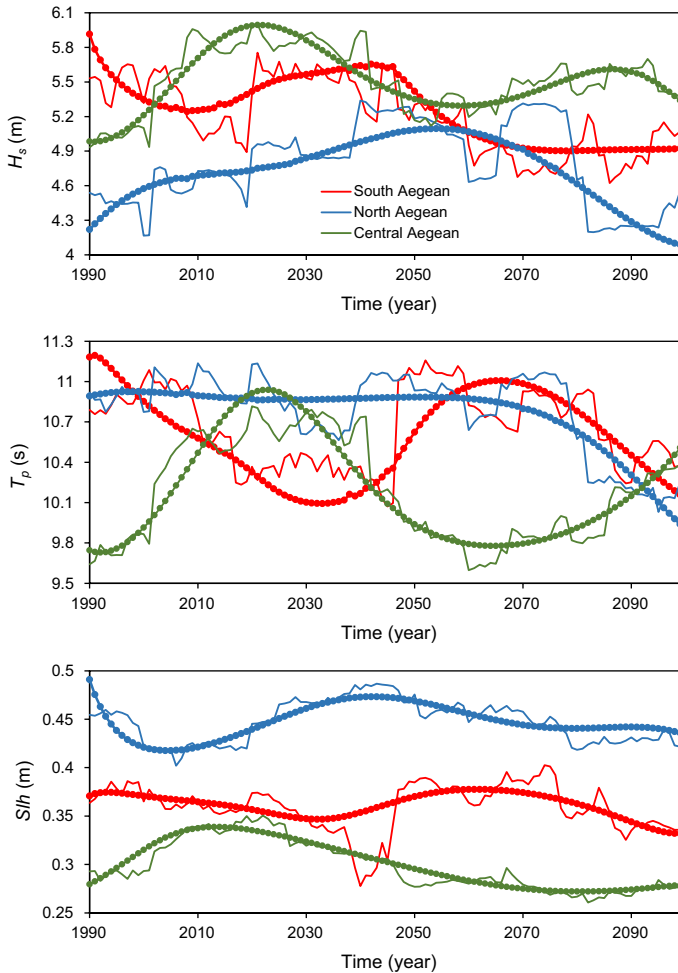 6.1
5.8
5.5
5.2
4.9
4.6
4.3
4
H_s (m)
South Aegean
North Aegean
Central Aegean
1990 2010 2030 2050 2070 2090
Time (year)
11.3
11
10.7
10.4
10.1
9.8
9.5
T_p (s)
1990 2010 2030 2050 2070 2090
Time (year)
0.5
0.45
0.4
0.35
0.3
0.25
Slh (m)
1990 2010 2030 2050 2070 2090
Time (year)